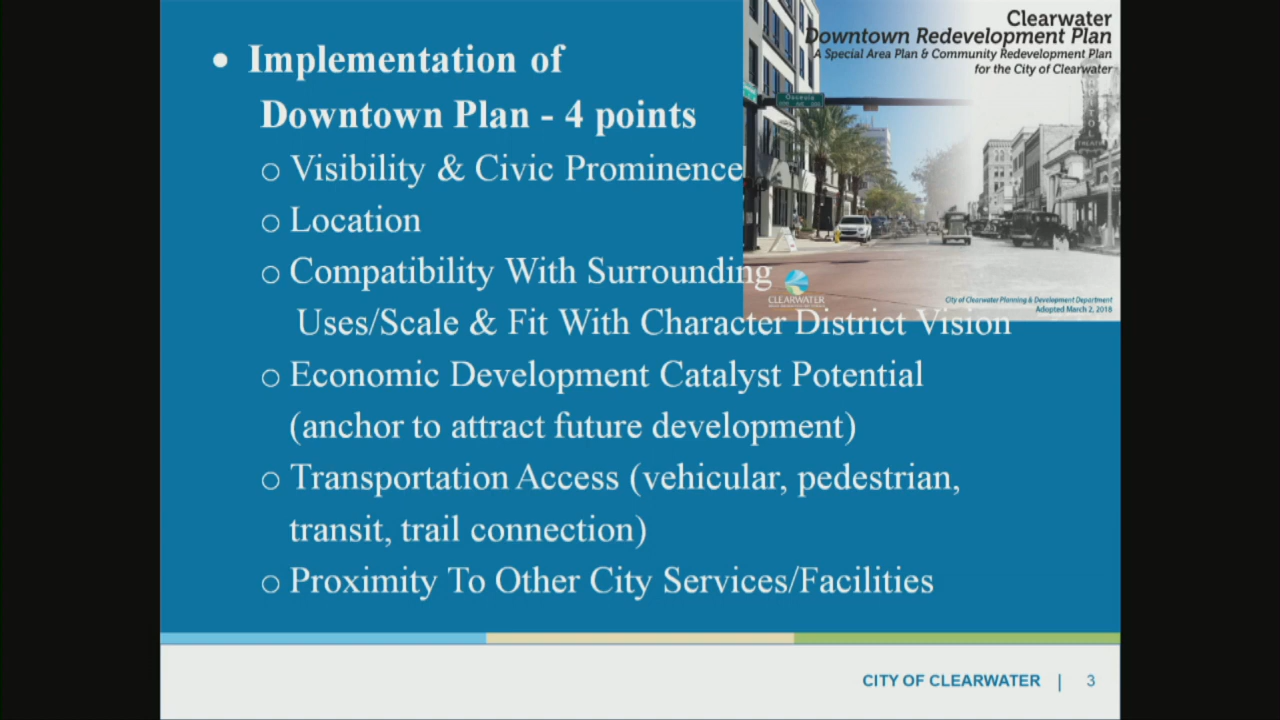 • Implementation of
Downtown Plan - 4 points
o Visibility & Civic Prominence
o Location
o Compatibility With Surrounding
Uses/Scale & Fit With Character District Vision
o Economic Development Catalyst Potential
(anchor to attract future development)
o Transportation Access (vehicular, pedestrian,
transit, trail connection)
o Proximity To Other City Services/Facilities
Clearwater
Downtown Redevelopment Plan
A Special Area Plan & Community Redevelopment Plan
for the City of Clearwater
CLEARWATER
City of Clearwater Planning & Development Department
Adopted March 2, 2018
CITY OF CLEARWATER | 3